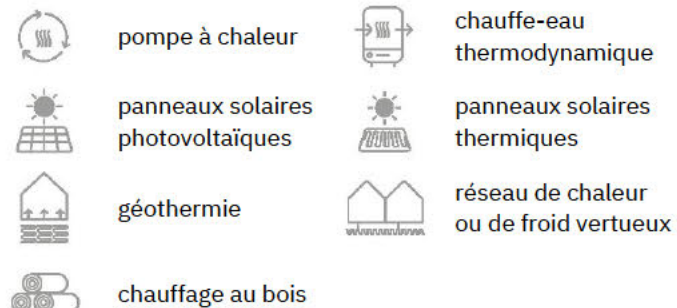 pompe à chaleur
chauffe-eau
thermodynamique
panneaux solaires
photovoltaïques
panneaux solaires
thermiques
géothermie
réseau de chaleur
ou de froid vertueux
chauffage au bois